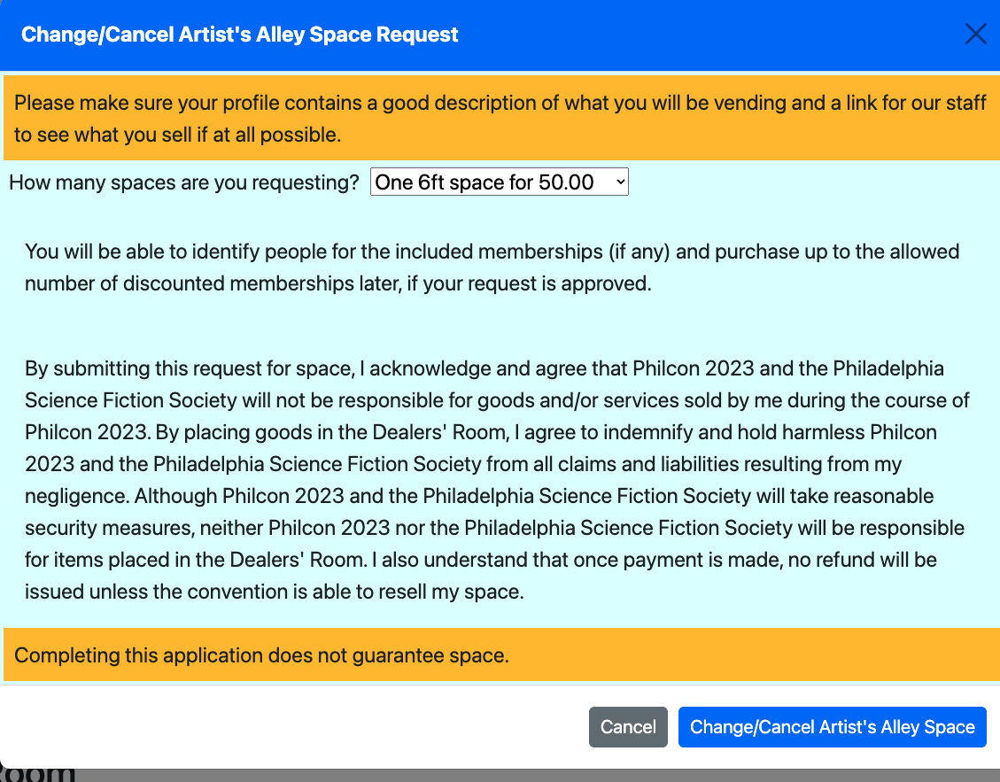 Change/Cancel Artist's Alley Space Request
Please make sure your profile contains a good description of what you will be vending and a link for our staff
to see what you sell if at all possible.
How many spaces are you requesting? One 6ft space for 50.00
You will be able to identify people for the included memberships (if any) and purchase up to the allowed
number of discounted memberships later, if your request is approved.
By submitting this request for space, I acknowledge and agree that Philcon 2023 and the Philadelphia
Science Fiction Society will not be responsible for goods and/or services sold by me during the course of
Philcon 2023. By placing goods in the Dealers' Room, I agree to indemnify and hold harmless Philcon
2023 and the Philadelphia Science Fiction Society from all claims and liabilities resulting from my
negligence. Although Philcon 2023 and the Philadelphia Science Fiction Society will take reasonable
security measures, neither Philcon 2023 nor the Philadelphia Science Fiction Society will be responsible
for items placed in the Dealers' Room. I also understand that once payment is made, no refund will be
issued unless the convention is able to resell my space.
Completing this application does not guarantee space.
Cancel Change/Cancel Artist's Alley Space